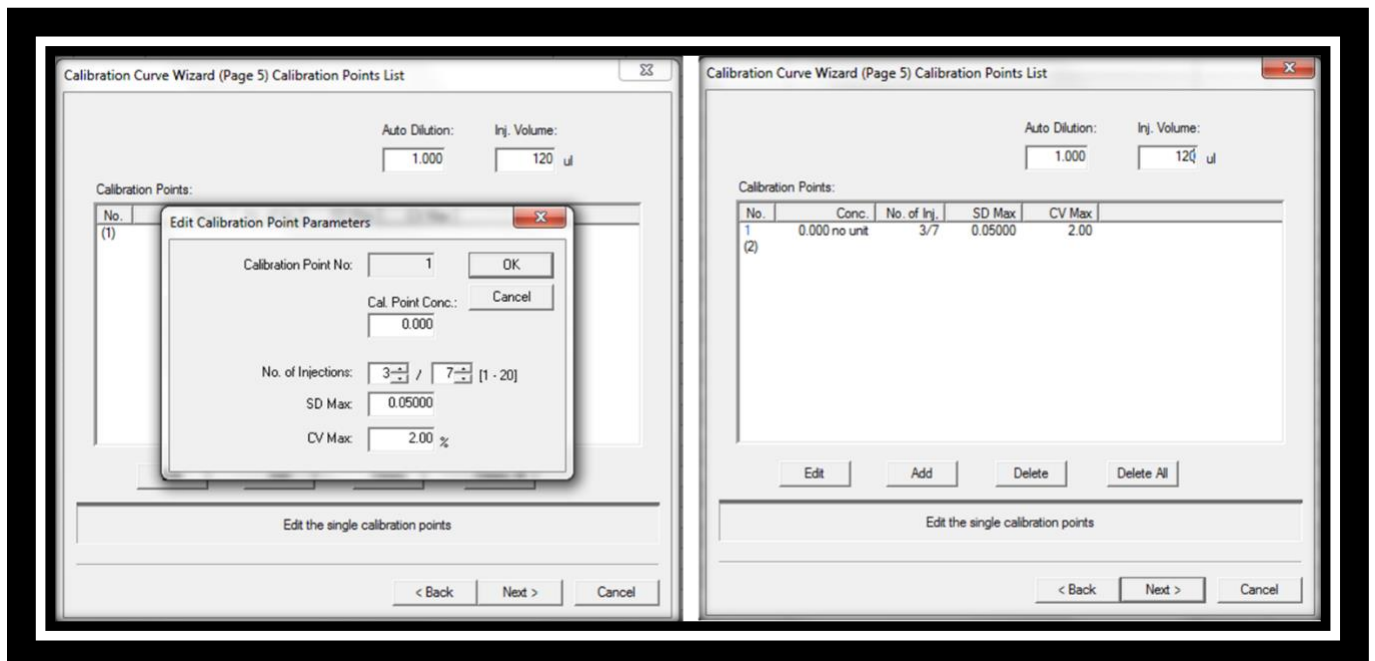 Calibration Curve Wizard (Page 5) Calibration Points List
Auto Dilution: Inj. Volume:
1.000 120 ul
Calibration Points:
No.
(1)
Edit Calibration Point Parameters
Calibration Point No: 1 OK
Cal. Point Conc.: Cancel
0.000
No. of Injections: 3 / 7 [1 - 20]
SD Max: 0.05000
CV Max: 2.00 %
Edit the single calibration points
< Back Next > Cancel
Calibration Curve Wizard (Page 5) Calibration Points List
Auto Dilution: Inj. Volume:
1.000 120 ul
Calibration Points:
No. Conc. No. of Inj. SD Max CV Max
1 0.000 no unit 3/7 0.05000 2.00
(2)
Edit Add Delete Delete All
Edit the single calibration points
< Back Next > Cancel